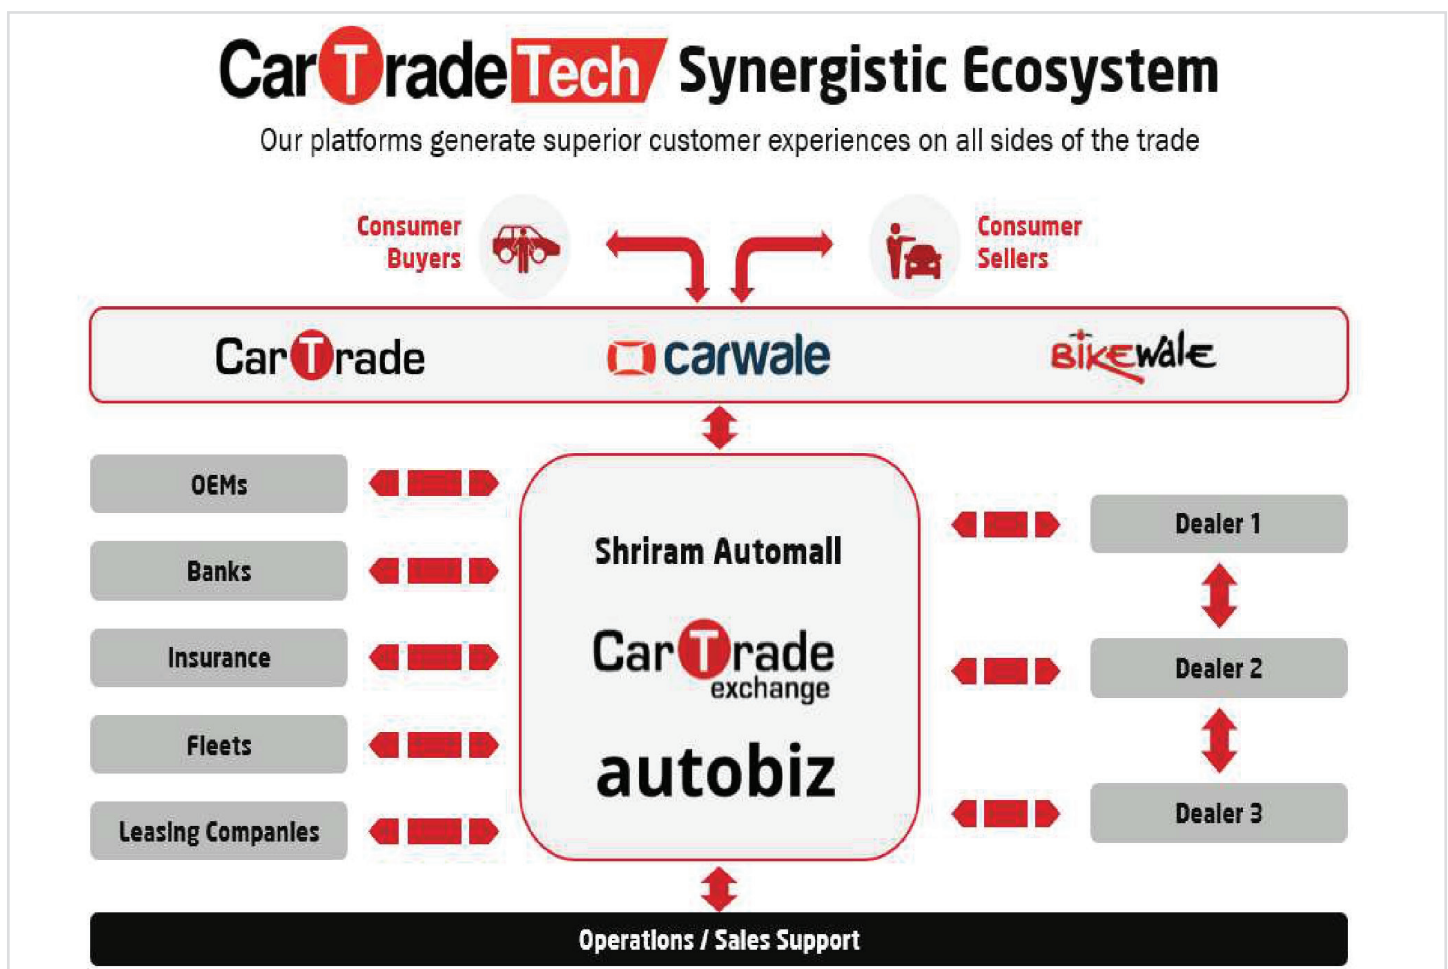 CarTradeTech Synergistic Ecosystem
Our platforms generate superior customer experiences on all sides of the trade
Consumer
Buyers
Consumer
Sellers
CarTrade
carwale
BikeWale
OEMs
Banks
Insurance
Fleets
Leasing Companies
Shriram Automall
CarTrade
exchange
autobiz
Dealer 1
Dealer 2
Dealer 3
Operations / Sales Support